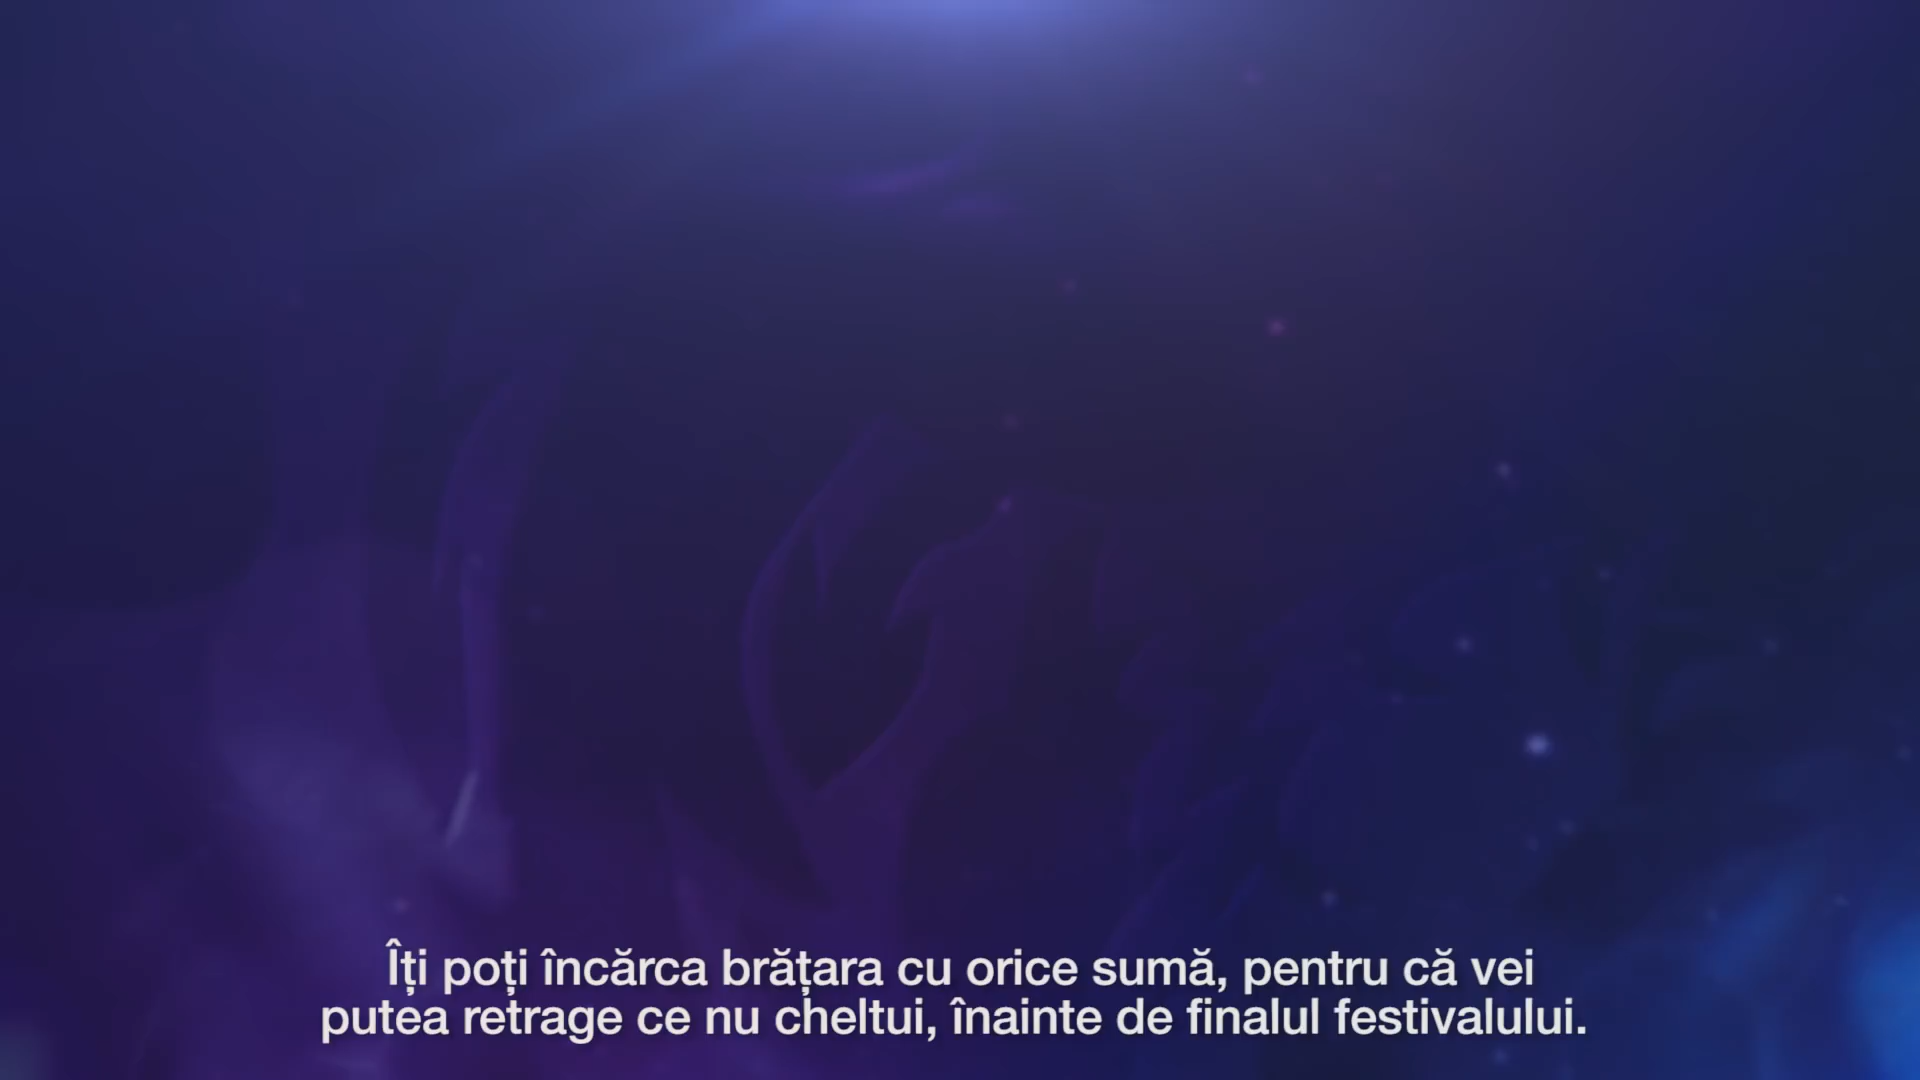 Îți poți încărca brățara cu orice sumă, pentru că vei
putea retrage ce nu cheltui, înainte de finalul festivalului.